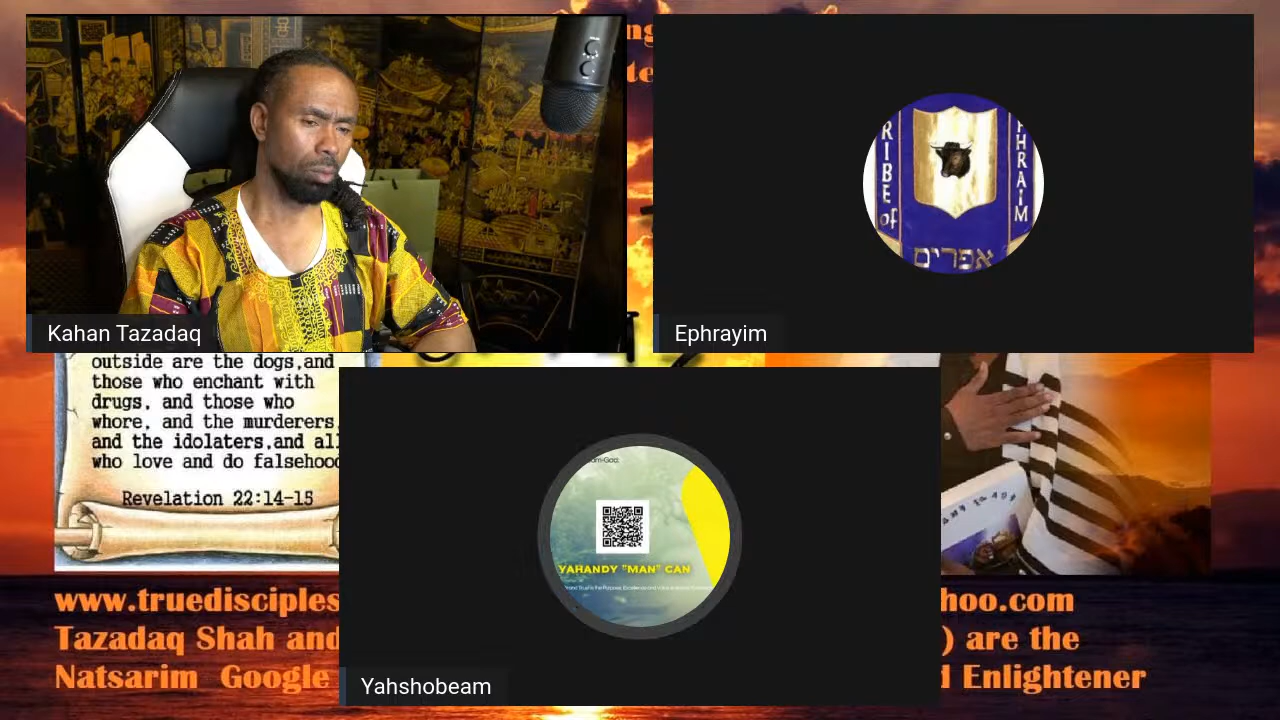 Kahan Tazadaq
RIBE of
PHRAIM
אפרים
Ephrayim
outside are the dogs,and
those who enchant with
drugs, and those who
whore, and the murderers,
and the idolaters,and all
who love and do falsehood
Revelation 22:14-15
YAHANDY "MAN" CAN
Yahshobeam
www.truedisciples
hoo.com
Tazadaq Shah and
) are the
Natsarim Google
Enlightener